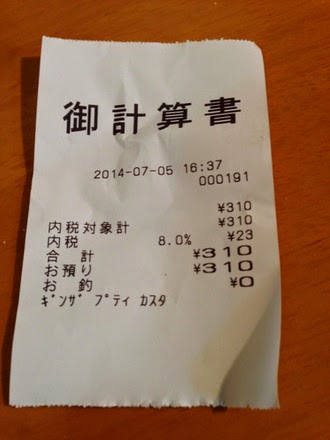 御計算書
2014-07-05 16:37
000191
¥310
内税対象計 ¥310
内税 8.0% ¥23
合 計 ¥310
お預り ¥310
お 釣 ¥0
ｷﾞﾝｻﾞ ﾌﾟﾃｨ ｶｽﾀ